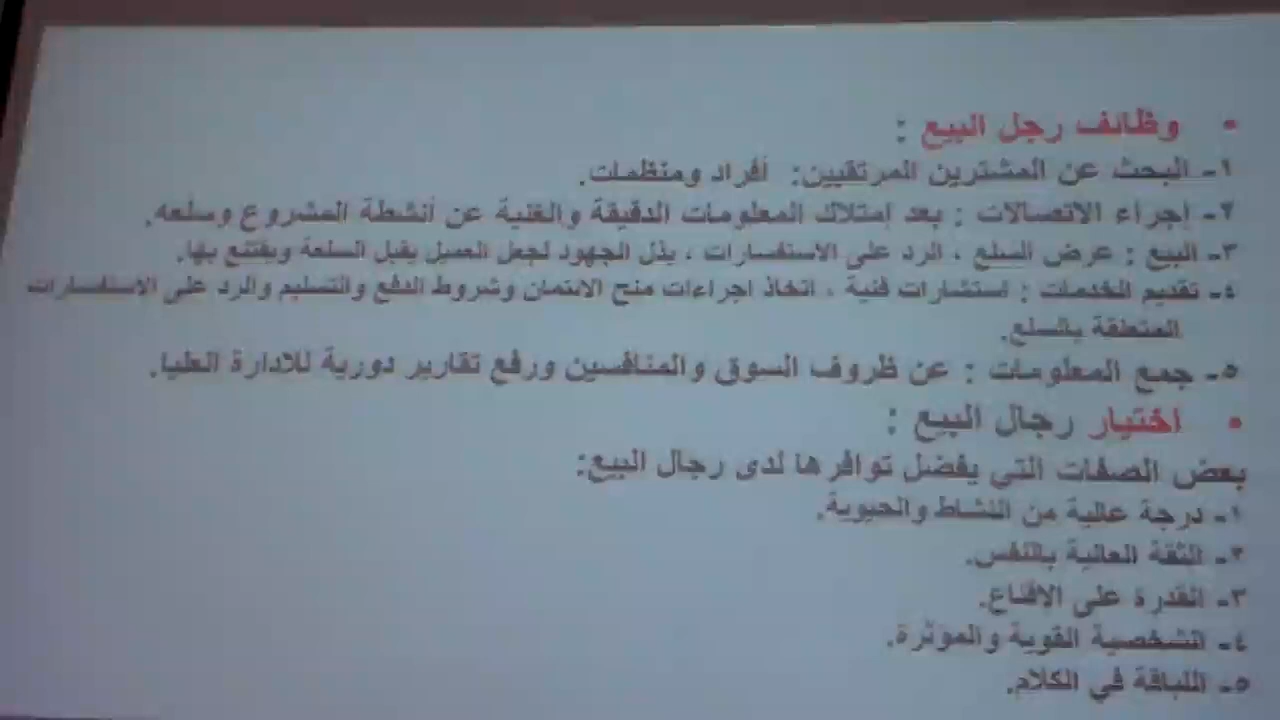 • وظائف رجل البيع :
١- البحث عن المشترين المرتقبين: أفراد ومنظمات.
٢- إجراء الاتصالات : بعد إمتلاك المعلومات الدقيقة والفنية عن أنشطة المشروع وسلعه.
٣- البيع : عرض السلع ، الرد على الاستفسارات ، بذل الجهود لجعل العميل يقبل السلعة ويقتنع بها.
٤- تقديم الخدمات : استشارات فنية ، اتخاذ اجراءات منح الائتمان وشروط الدفع والتسليم والرد على الاستفسارات
المتعلقة بالسلع.
٥- جمع المعلومات : عن ظروف السوق والمنافسين ورفع تقارير دورية للادارة العليا.
• اختيار رجال البيع :
بعض الصفات التي يفضل توافرها لدى رجال البيع:
١- درجة عالية من النشاط والحيوية.
٢- الثقة العالية بالنفس.
٣- القدرة على الاقناع.
٤- الشخصية القوية والمؤثرة.
٥- اللباقة في الكلام.